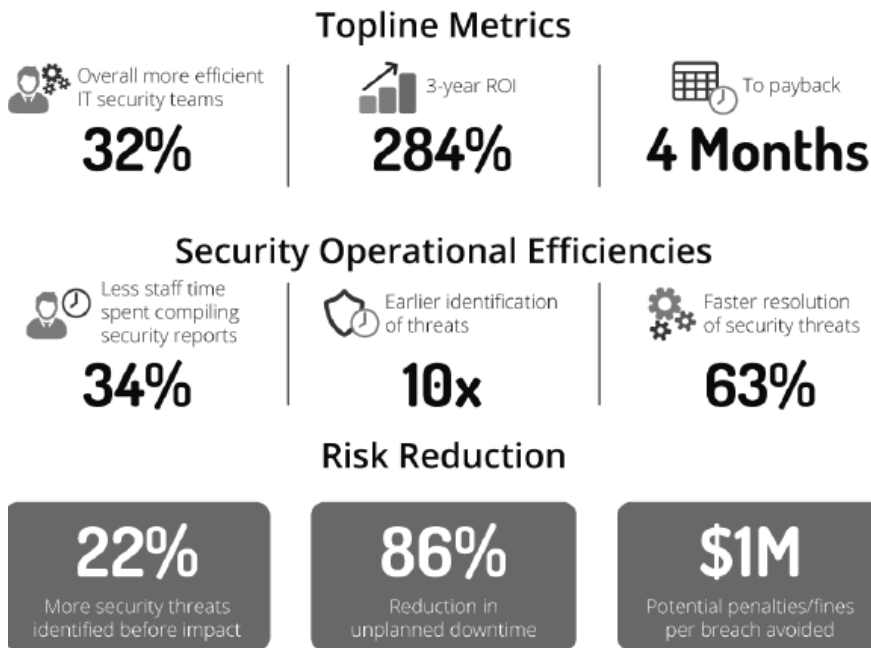 Topline Metrics
Overall more efficient
IT security teams
32%
3-year ROI
284%
To payback
4 Months
Security Operational Efficiencies
Less staff time
spent compiling
security reports
34%
Earlier identification
of threats
10x
Faster resolution
of security threats
63%
Risk Reduction
22%
More security threats
identified before impact
86%
Reduction in
unplanned downtime
$1M
Potential penalties/fines
per breach avoided